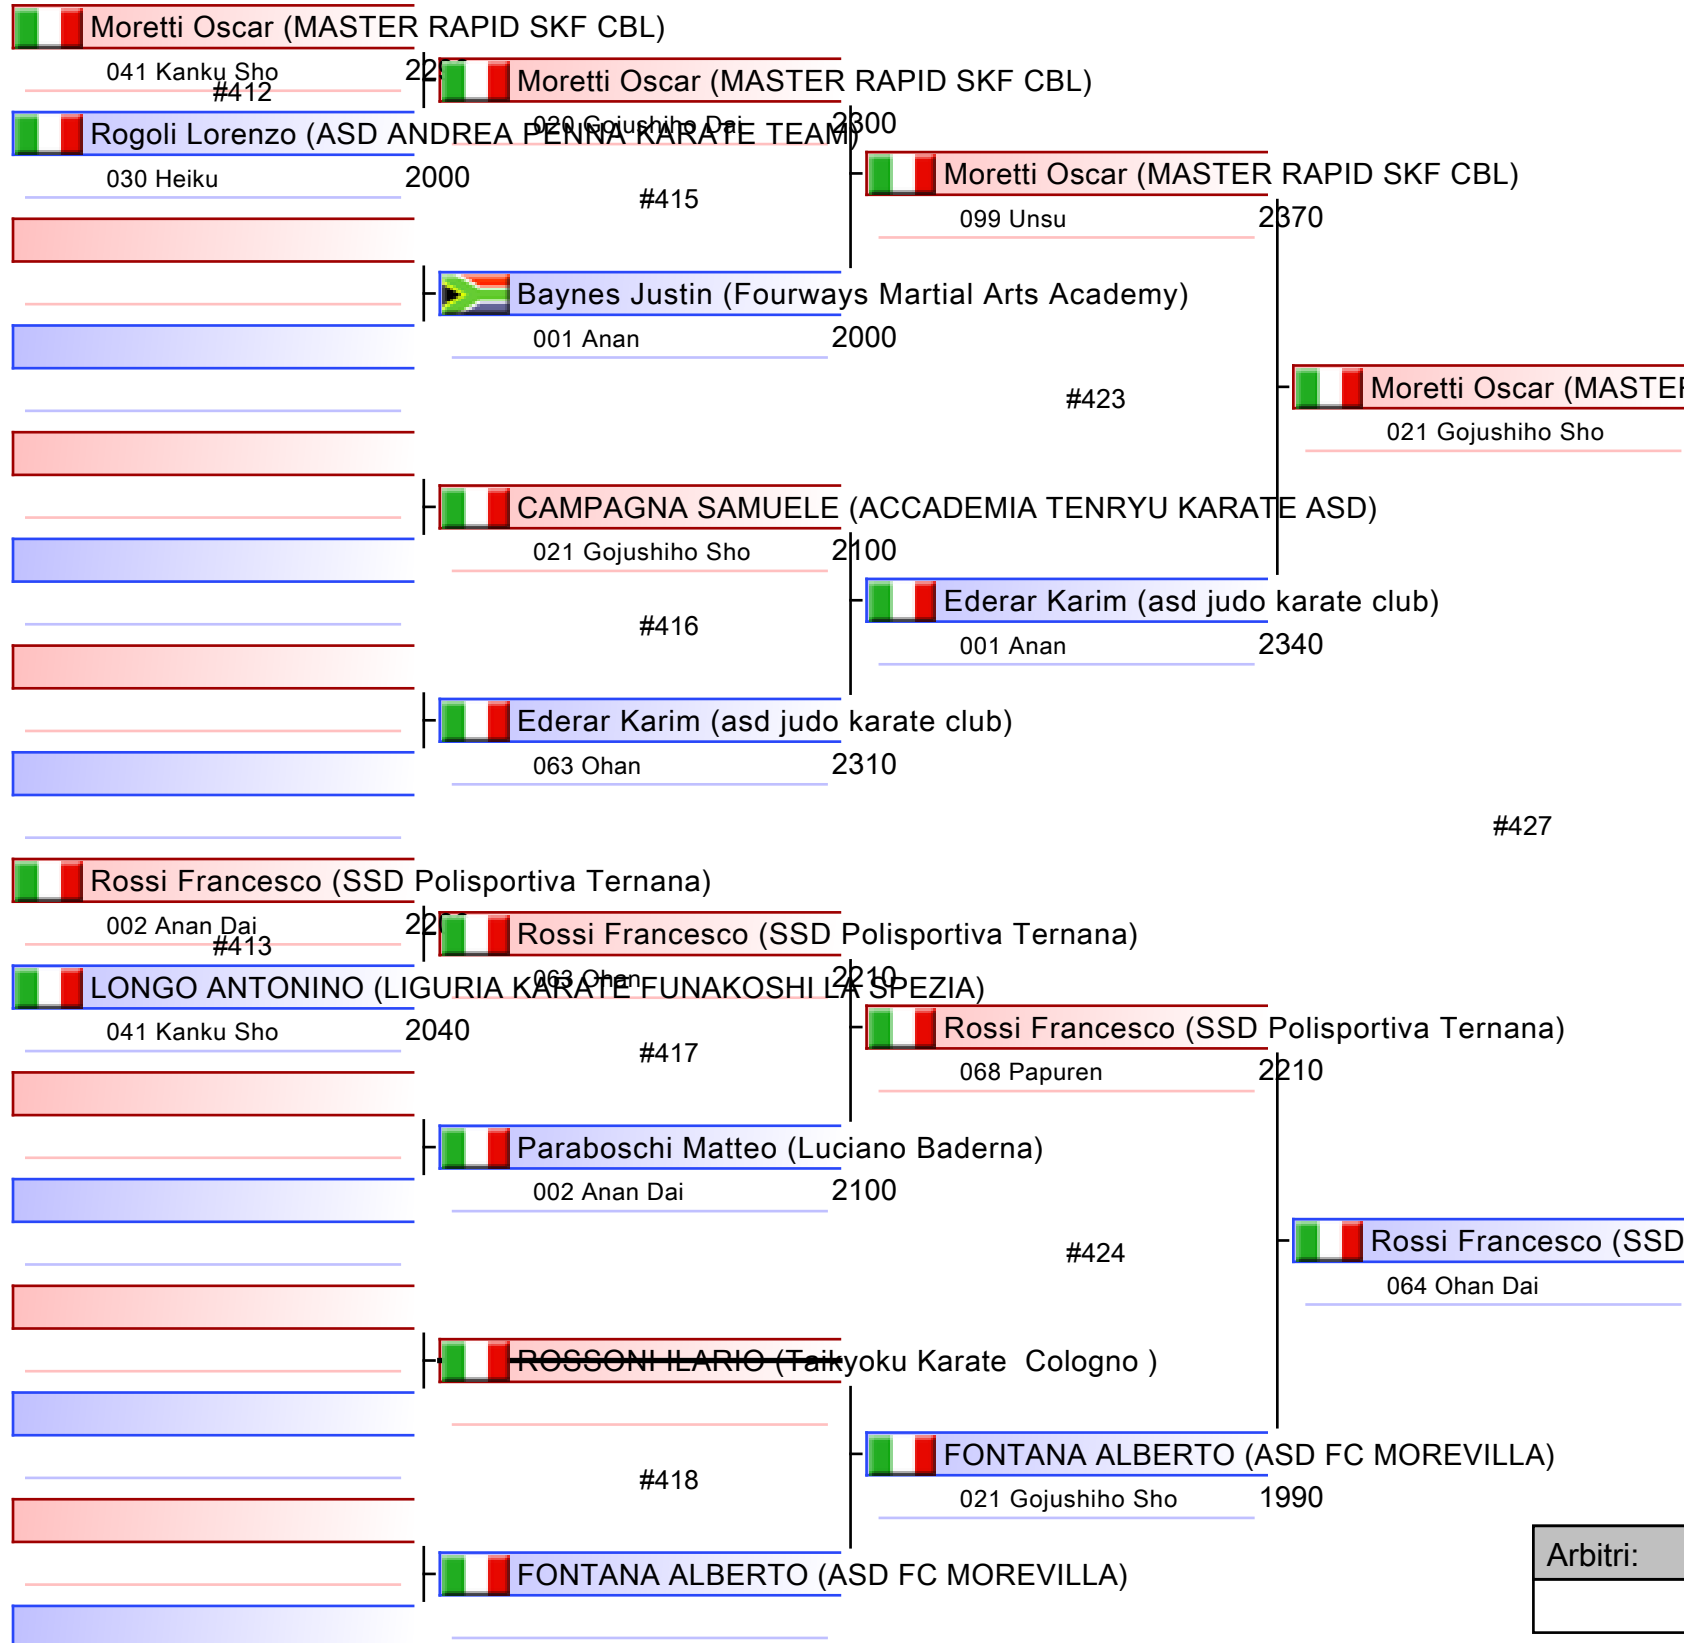 Moretti Oscar (MASTER RAPID SKF CBL)
041 Kanku Sho
#412
Rogoli Lorenzo (ASD ANDREA PENNA KARATE TEAM)
030 Heiku 2000
Rossi Francesco (SSD Polisportiva Ternana)
002 Anan Dai
#413
LONGO ANTONINO (LIGURIA KARATE FUNAKOSHI LA SPEZIA)
041 Kanku Sho 2040
Moretti Oscar (MASTER RAPID SKF CBL)
020 Gojushiho Dai 2300
#415
Baynes Justin (Fourways Martial Arts Academy)
001 Anan 2000
CAMPAGNA SAMUELE (ACCADEMIA TENRYU KARATE ASD)
021 Gojushiho Sho 2100
#416
Ederar Karim (asd judo karate club)
063 Ohan 2310
Rossi Francesco (SSD Polisportiva Ternana)
063 Ohan 2210
#417
Paraboschi Matteo (Luciano Baderna)
002 Anan Dai 2100
ROSSONI ILARIO (Taikyoku Karate Cologno )
#418
FONTANA ALBERTO (ASD FC MOREVILLA)
Moretti Oscar (MASTER RAPID SKF CBL)
099 Unsu 2370
#423
Ederar Karim (asd judo karate club)
001 Anan 2340
Rossi Francesco (SSD Polisportiva Ternana)
068 Papuren 2210
#424
FONTANA ALBERTO (ASD FC MOREVILLA)
021 Gojushiho Sho 1990
Moretti Oscar (MASTER
021 Gojushiho Sho
#427
Rossi Francesco (SSD
064 Ohan Dai
Arbitri: